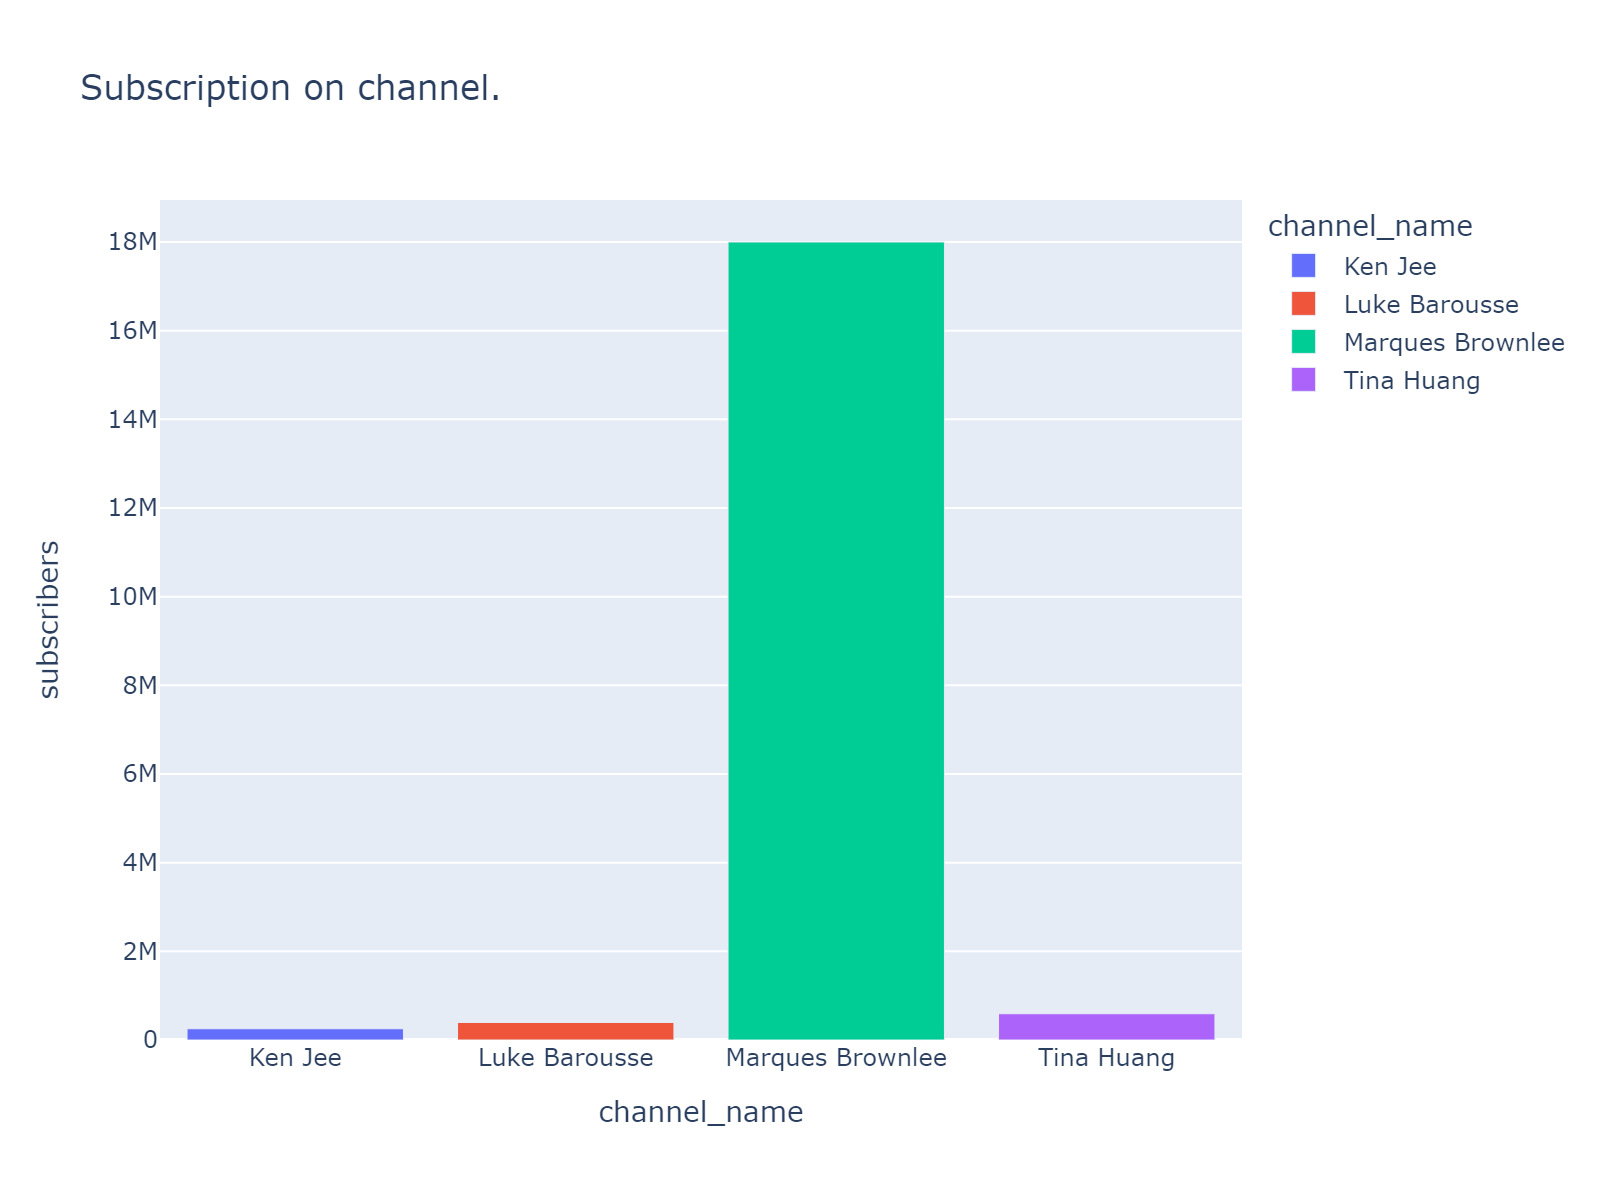 Subscription on channel.
18M
16M
14M
12M
10M
8M
6M
4M
2M
0
subscribers
Ken Jee
Luke Barousse
Marques Brownlee
Tina Huang
channel_name
channel_name
Ken Jee
Luke Barousse
Marques Brownlee
Tina Huang